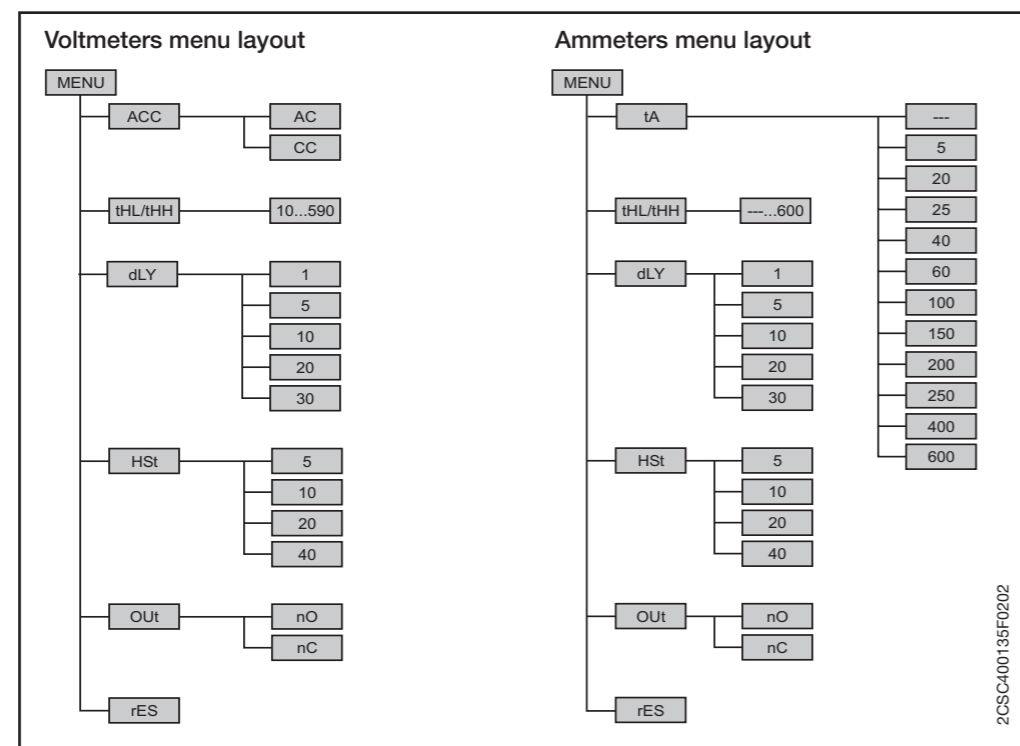 Voltmeters menu layout
MENU
ACC
AC
CC
tHL/tHH
10...590
dLY
1
5
10
20
30
HSt
5
10
20
40
OUt
nO
nC
rES
Ammeters menu layout
MENU
tA
---
5
20
25
40
60
100
150
200
250
400
600
tHL/tHH
---...600
dLY
1
5
10
20
30
HSt
5
10
20
40
OUt
nO
nC
rES
2CSC400135F0202